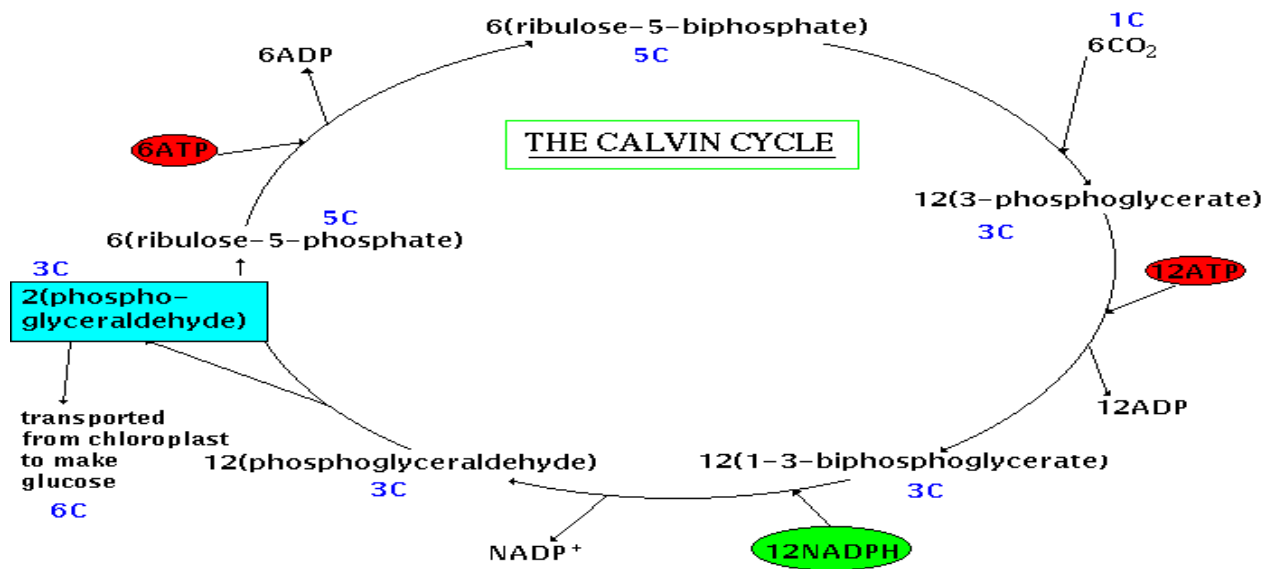 6(ribulose-5-biphosphate)
5C
1C
6CO₂
6ADP
THE CALVIN CYCLE
6ATP
12(3-phosphoglycerate)
3C
5C
6(ribulose-5-phosphate)
3C
2(phospho-
glyceraldehyde)
12ATP
12ADP
transported
from chloroplast
to make
glucose
6C
12(phosphoglyceraldehyde)
3C
12(1-3-biphosphoglycerate)
3C
NADP⁺
12NADPH